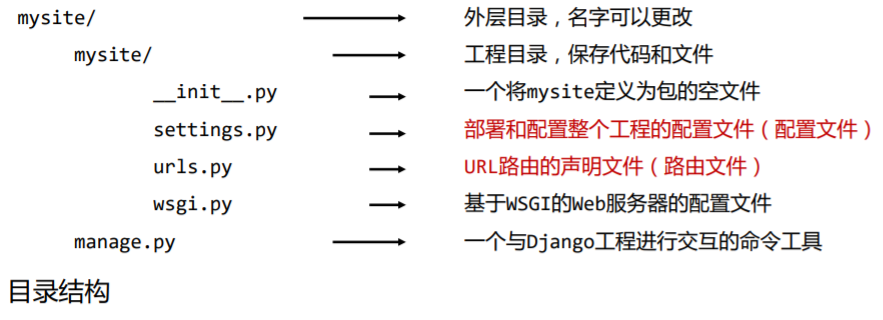 mysite/ 外层目录，名字可以更改
mysite/ 工程目录，保存代码和文件
__init__.py 一个将mysite定义为包的空文件
settings.py 部署和配置整个工程的配置文件（配置文件）
urls.py URL路由的声明文件（路由文件）
wsgi.py 基于WSGI的Web服务器的配置文件
manage.py 一个与Django工程进行交互的命令工具
目录结构